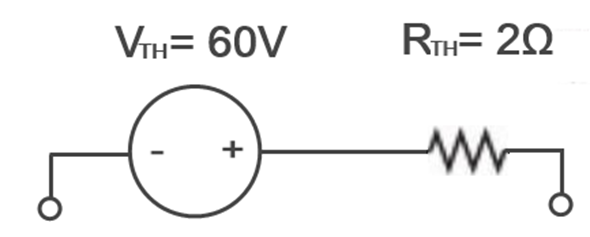 VTH= 60V RTH= 2Ω
- +